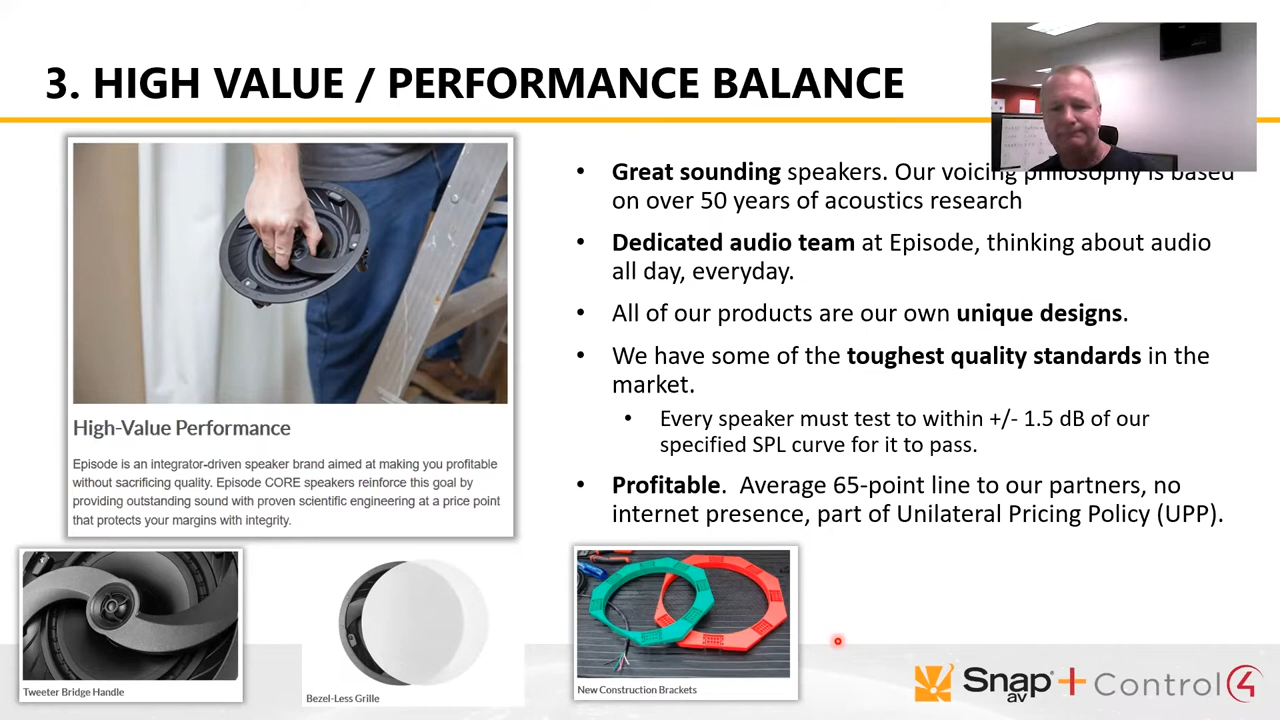 3. HIGH VALUE / PERFORMANCE BALANCE
• Great sounding speakers. Our voicing philosophy is based
on over 50 years of acoustics research
• Dedicated audio team at Episode, thinking about audio
all day, everyday.
• All of our products are our own unique designs.
• We have some of the toughest quality standards in the
market.
• Every speaker must test to within +/- 1.5 dB of our
specified SPL curve for it to pass.
• Profitable. Average 65-point line to our partners, no
internet presence, part of Unilateral Pricing Policy (UPP).
High-Value Performance
Episode is an integrator-driven speaker brand aimed at making you profitable
without sacrificing quality. Episode CORE speakers reinforce this goal by
providing outstanding sound with proven scientific engineering at a price point
that protects your margins with integrity.
Tweeter Bridge Handle
Bezel-Less Grille
New Construction Brackets
Snap av + Control4